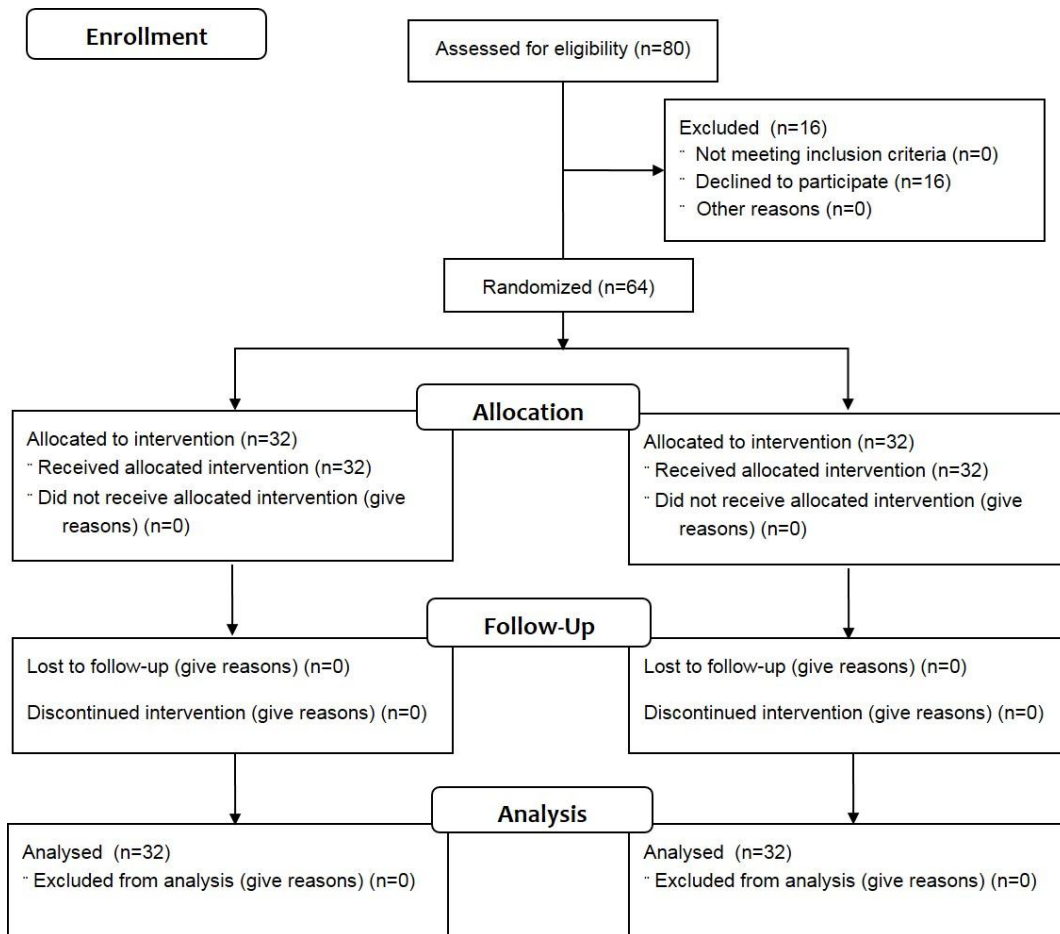 Enrollment
Assessed for eligibility (n=80)
Excluded (n=16)
¨ Not meeting inclusion criteria (n=0)
¨ Declined to participate (n=16)
¨ Other reasons (n=0)
Randomized (n=64)
Allocation
Allocated to intervention (n=32)
¨ Received allocated intervention (n=32)
¨ Did not receive allocated intervention (give
reasons) (n=0)
Allocated to intervention (n=32)
¨ Received allocated intervention (n=32)
¨ Did not receive allocated intervention (give
reasons) (n=0)
Follow-Up
Lost to follow-up (give reasons) (n=0)
Discontinued intervention (give reasons) (n=0)
Lost to follow-up (give reasons) (n=0)
Discontinued intervention (give reasons) (n=0)
Analysis
Analysed (n=32)
¨ Excluded from analysis (give reasons) (n=0)
Analysed (n=32)
¨ Excluded from analysis (give reasons) (n=0)